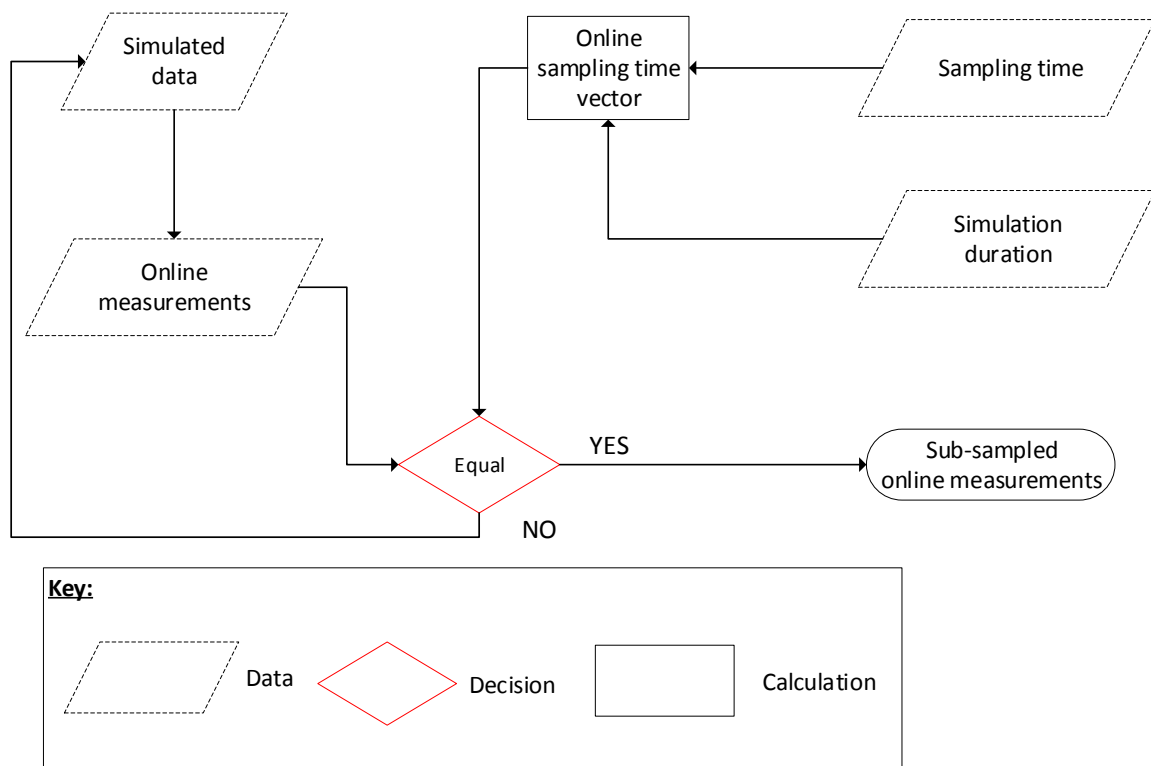 Simulated
data
Online
sampling time
vector
Sampling time
Simulation
duration
Online
measurements
Equal
YES
NO
Sub-sampled
online measurements
Key:
Data
Decision
Calculation